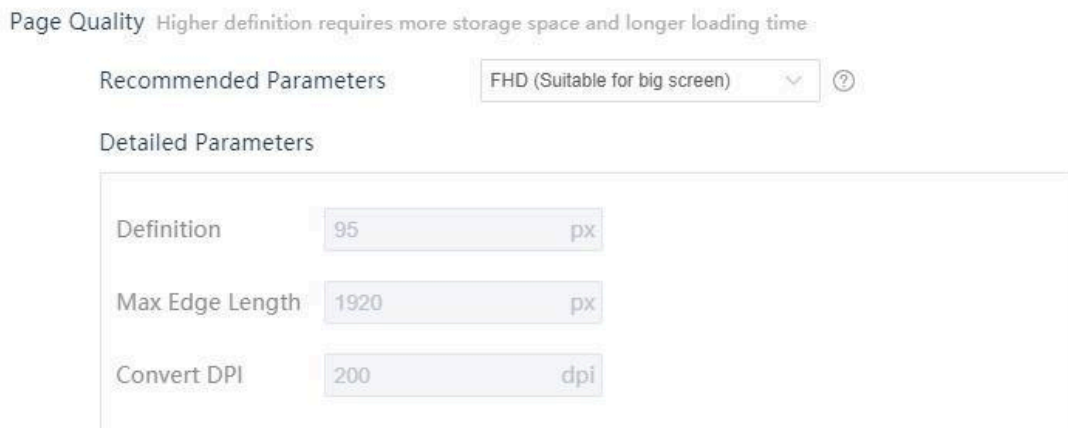 Page Quality Higher definition requires more storage space and longer loading time
Recommended Parameters FHD (Suitable for big screen) ?
Detailed Parameters
Definition 95 px
Max Edge Length 1920 px
Convert DPI 200 dpi